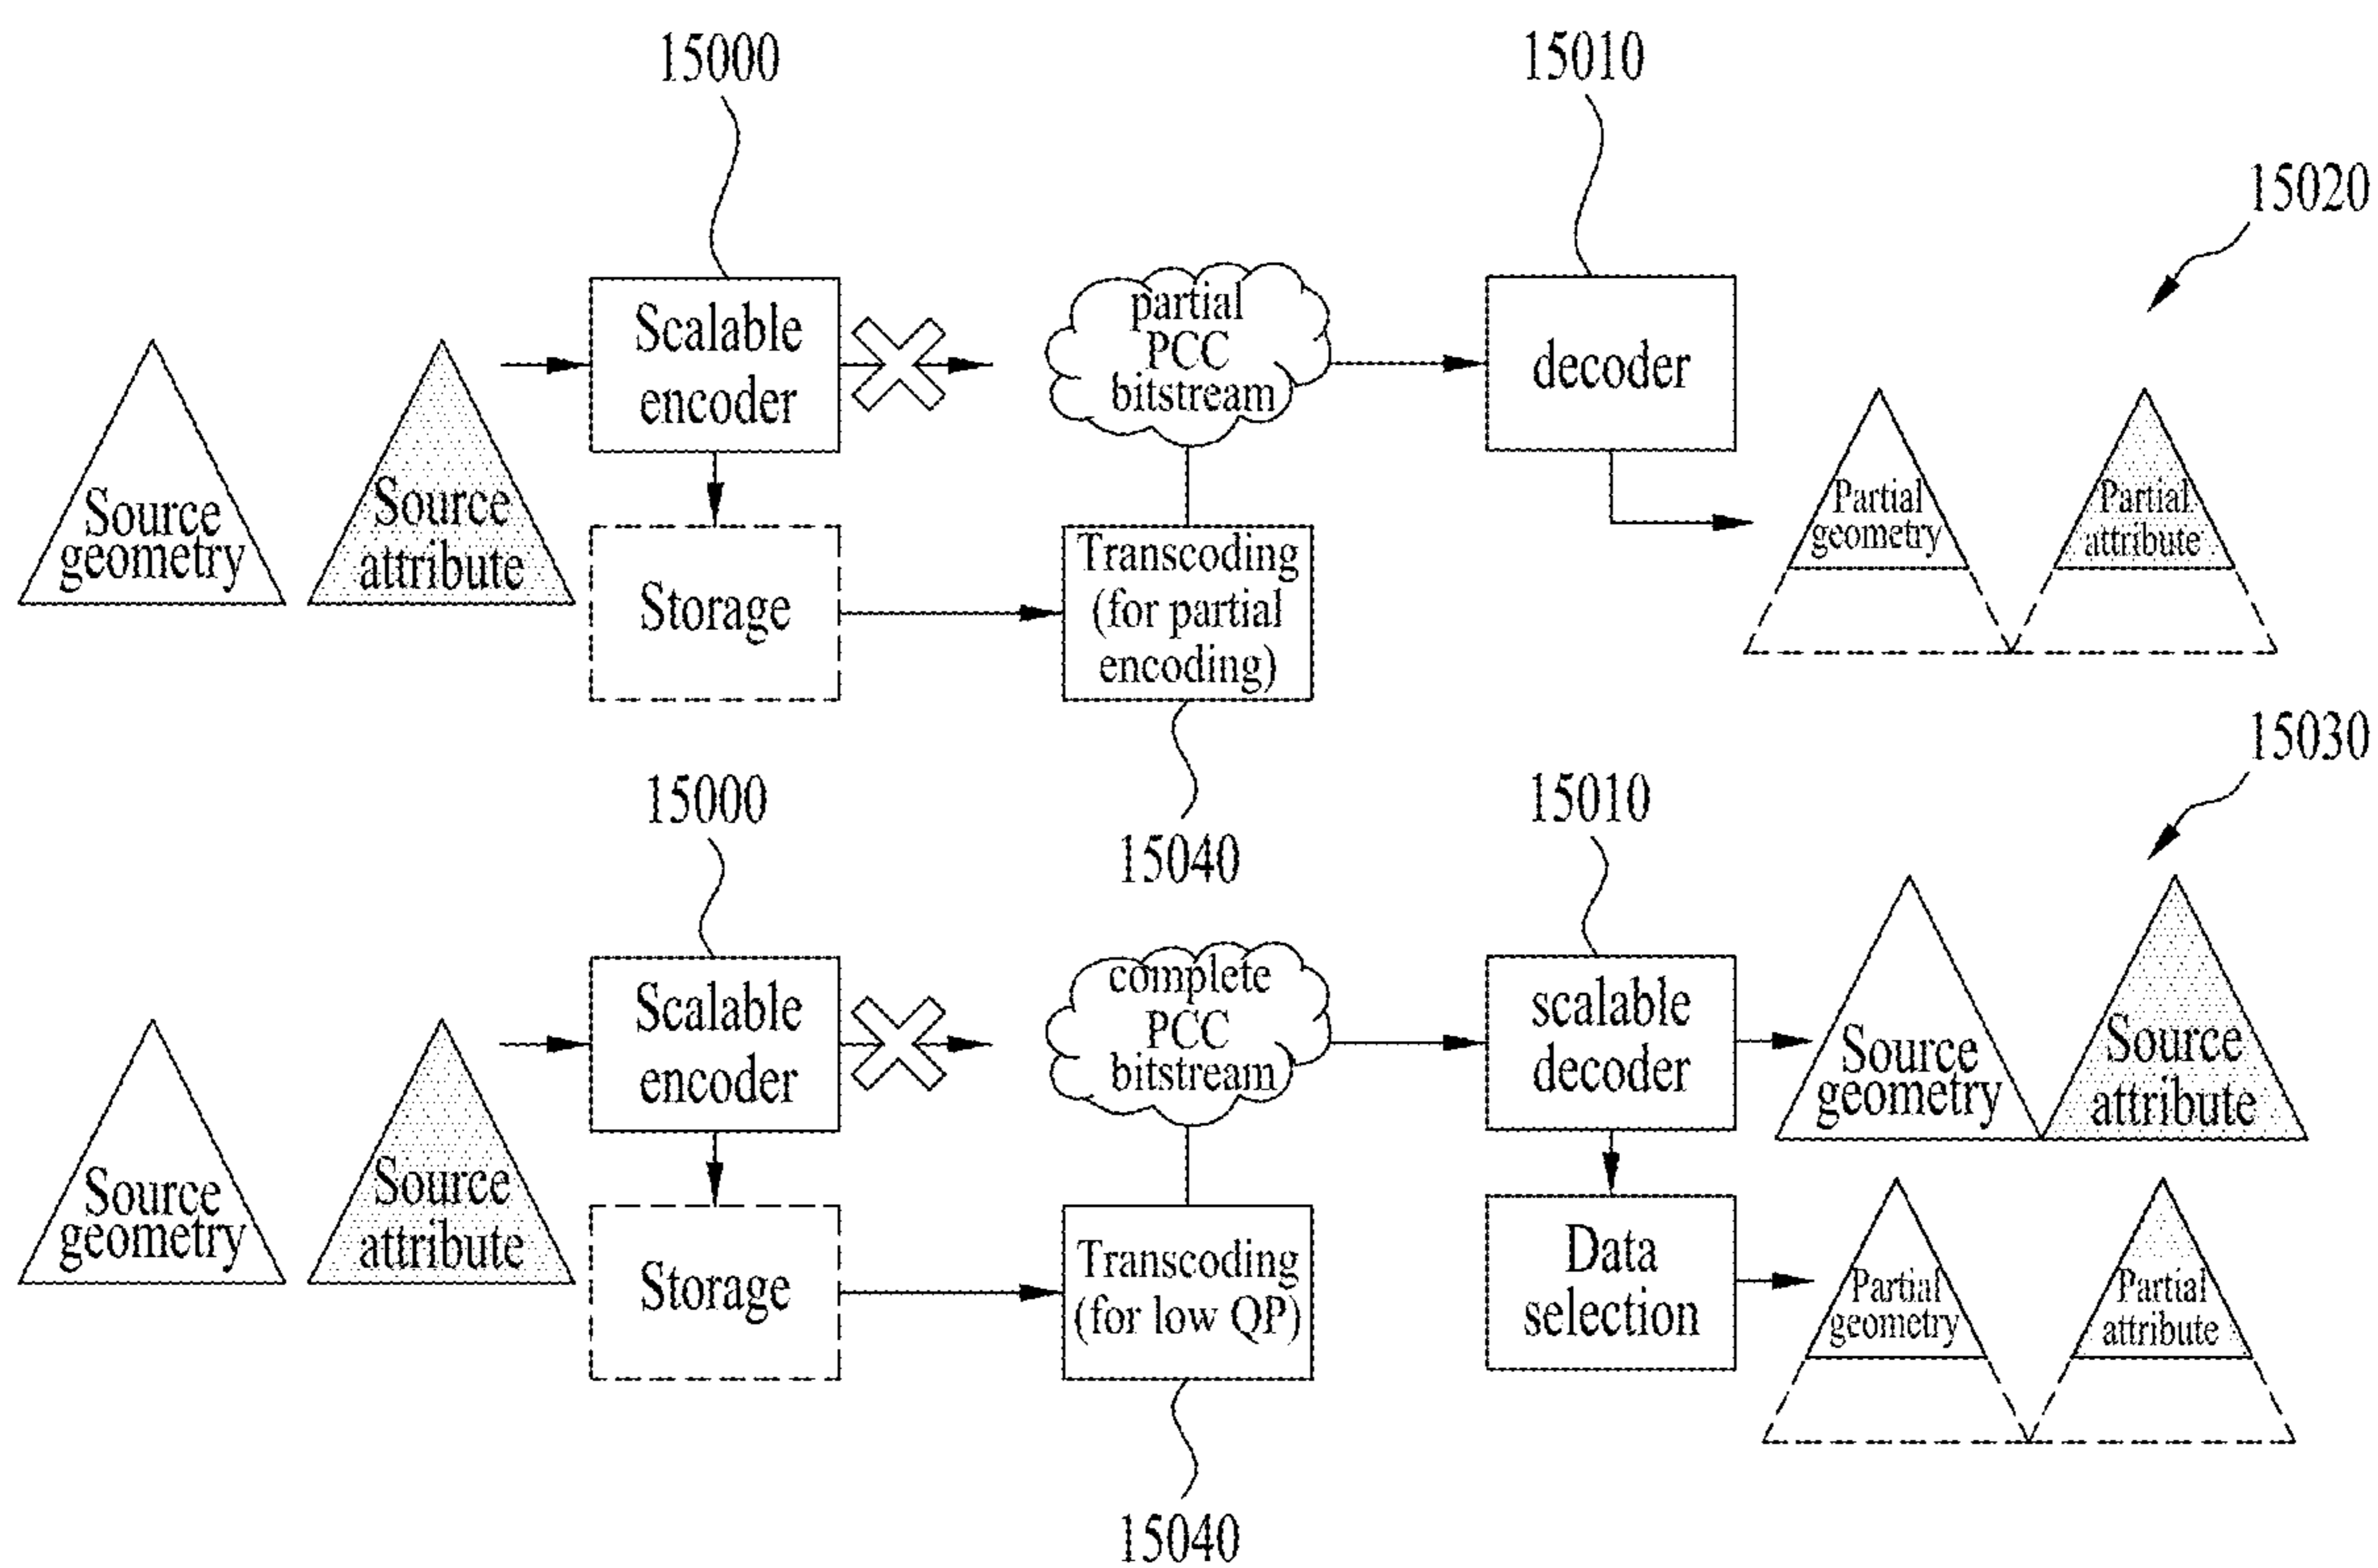 15000
15010
15020
Scalable
encoder
partial
PCC
bitstream
decoder
Source
geometry
Source
attribute
Storage
Transcoding
(for partial
encoding)
Partial
geometry
Partial
attribute
15040
15030
15000
15010
Scalable
encoder
complete
PCC
bitstream
scalable
decoder
Source
geometry
Source
attribute
Source
geometry
Source
attribute
Storage
Transcoding
(for low QP)
Data
selection
Partial
geometry
Partial
attribute
15040